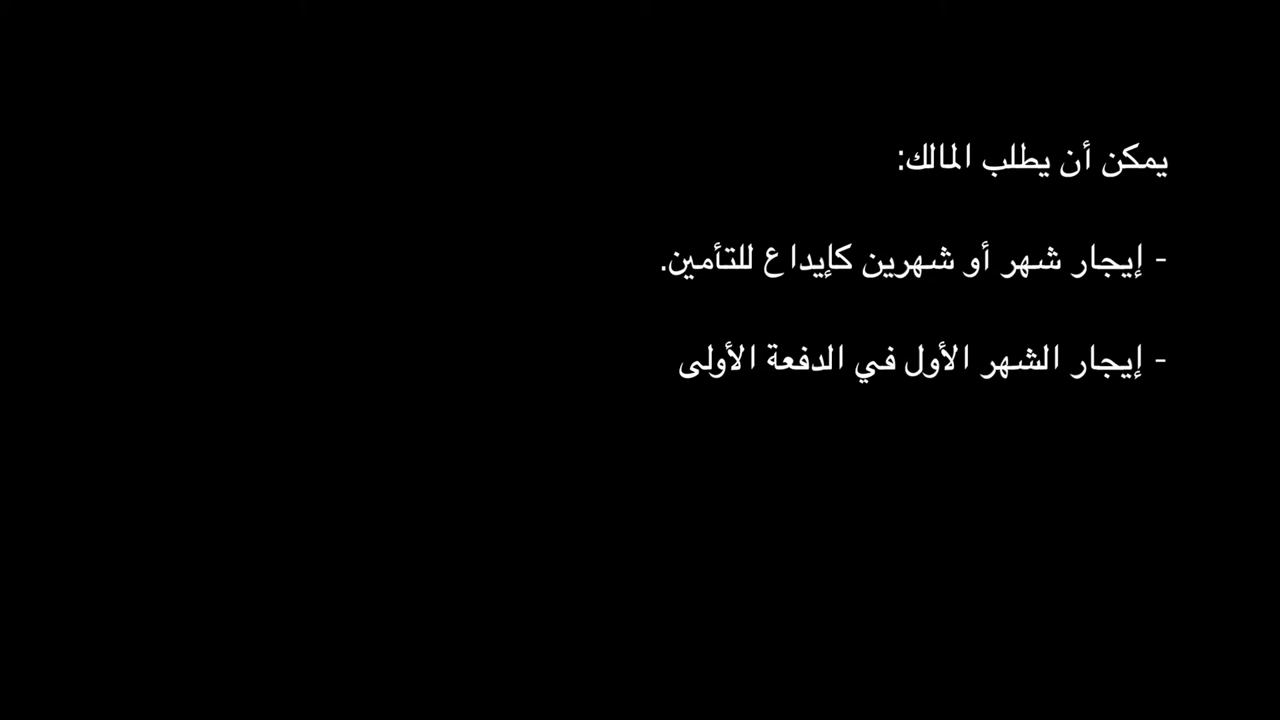 يمكن أن يطلب المالك:
- إيجار شهر أو شهرين كإيداع للتأمين.
- إيجار الشهر الأول في الدفعة الأولى